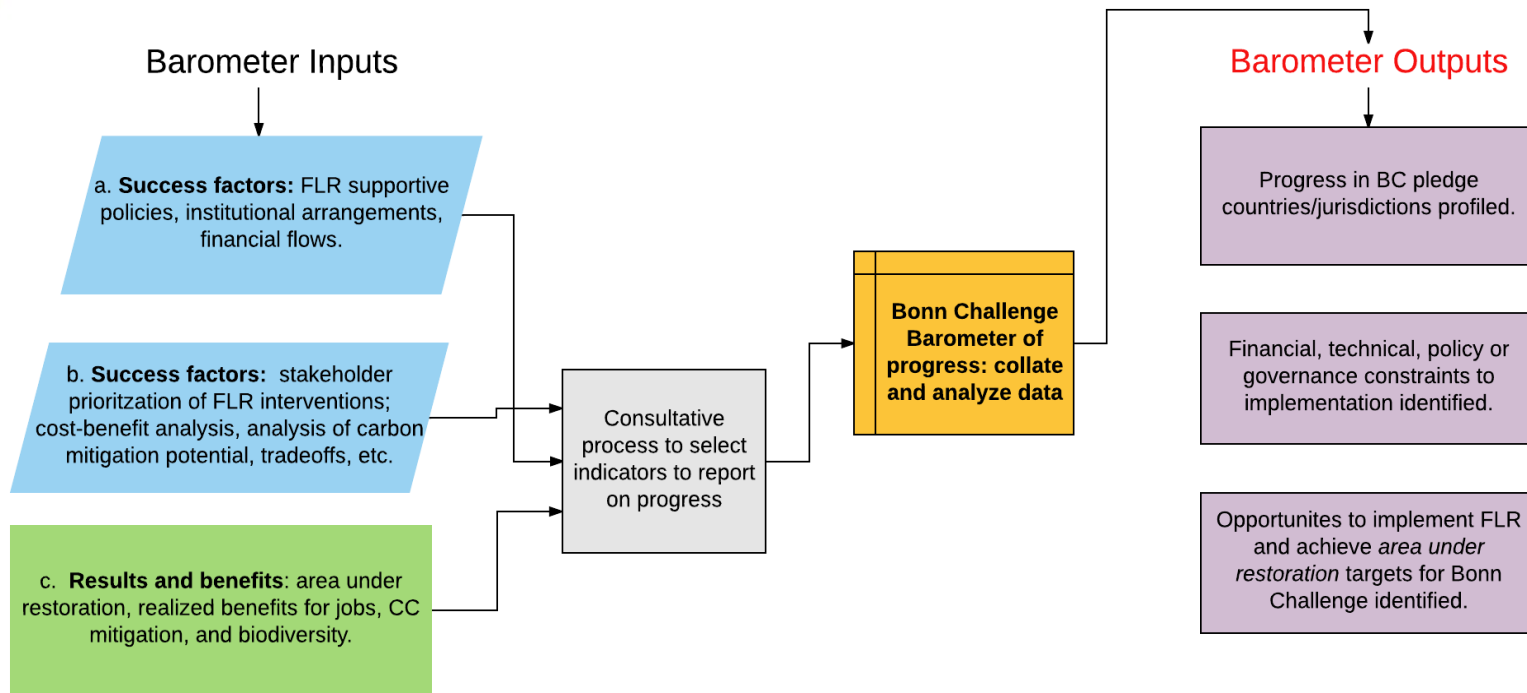 Barometer Inputs
a. Success factors: FLR supportive
policies, institutional arrangements,
financial flows.
b. Success factors:  stakeholder
prioritzation of FLR interventions;
cost-benefit analysis, analysis of carbon
mitigation potential, tradeoffs, etc.
c.  Results and benefits: area under
restoration, realized benefits for jobs, CC
mitigation, and biodiversity.
Consultative
process to select
indicators to report
on progress
Bonn Challenge
Barometer of
progress: collate
and analyze data
Barometer Outputs
Progress in BC pledge
countries/jurisdictions profiled.
Financial, technical, policy or
governance constraints to
implementation identified.
Opportunites to implement FLR
and achieve area under
restoration targets for Bonn
Challenge identified.